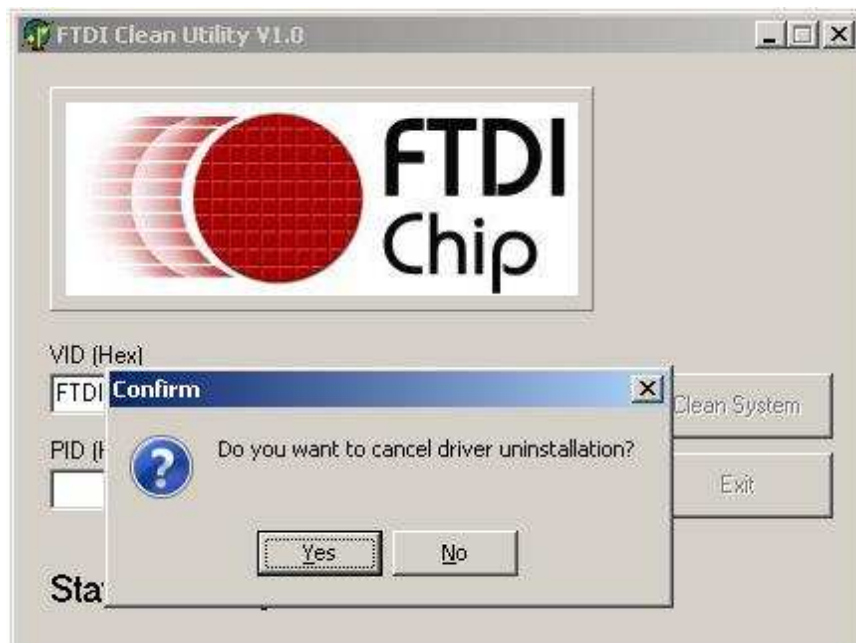 FTDI Clean Utility V1.0
FTDI
Chip
VID (Hex)
FTDI
Confirm
Clean System
Do you want to cancel driver uninstallation?
PID
Exit
Yes
No